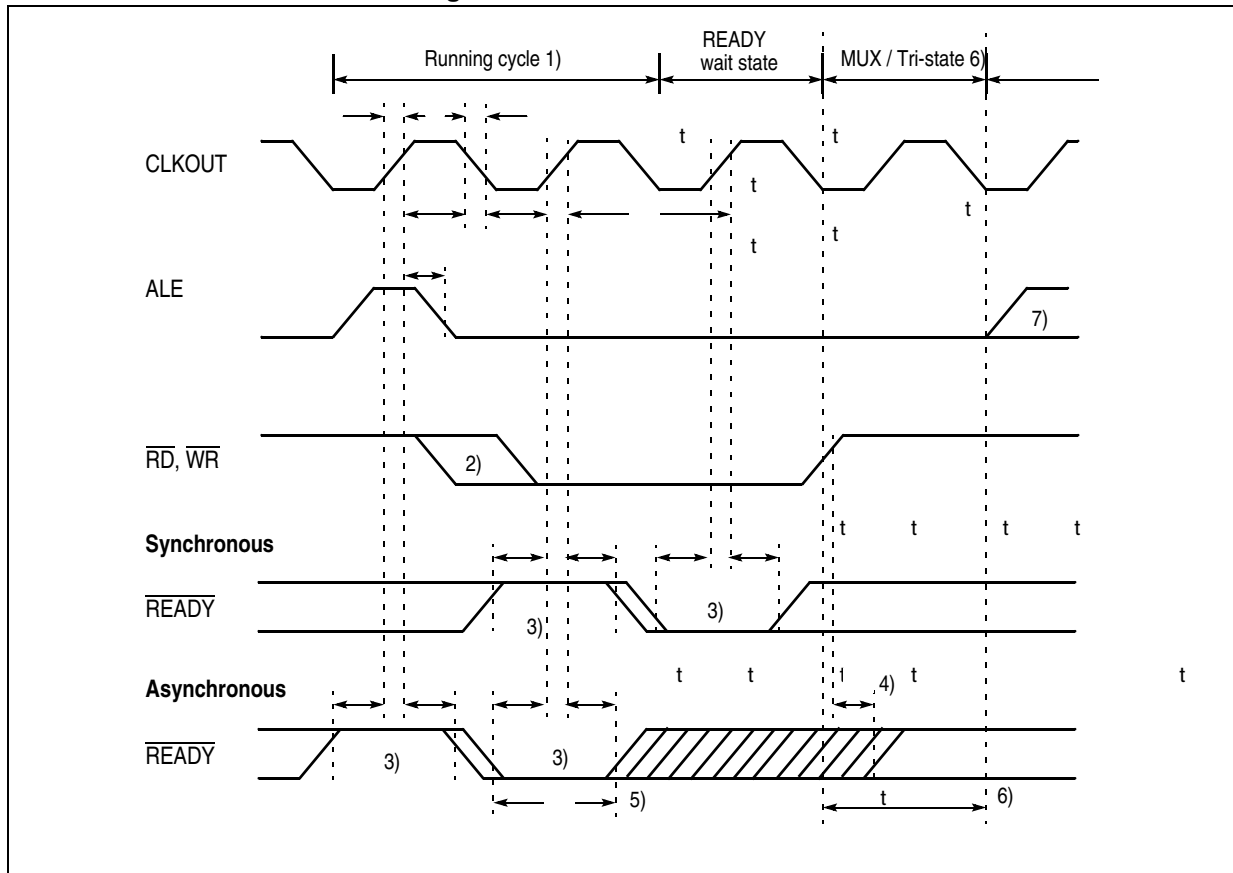 READY
Running cycle 1)
wait state
MUX / Tri-state 6)
t t
CLKOUT
t
t
t
t
ALE
7)
RD, WR
2)
t t t t
Synchronous
READY
3)
3)
t t t t t
4)
Asynchronous
READY
3)
3)
5)
t
6)